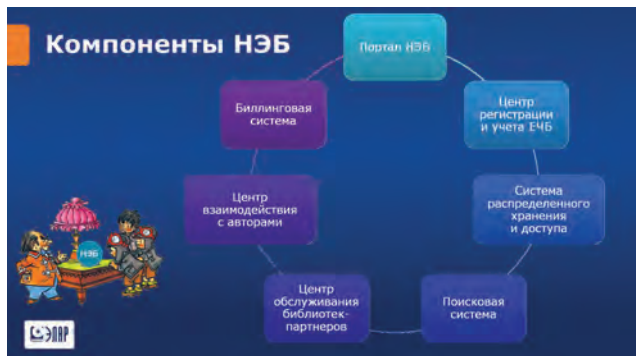 Компоненты НЭБ
Портал НЭБ
Центр
регистрации
и учета ЕЧБ
Система
распределенного
хранения
и доступа
Поисковая
система
Центр
обслуживания
библиотек-
партнеров
Центр
взаимодействия
с авторами
Биллинговая
система
НЭБ
ЭЛАР